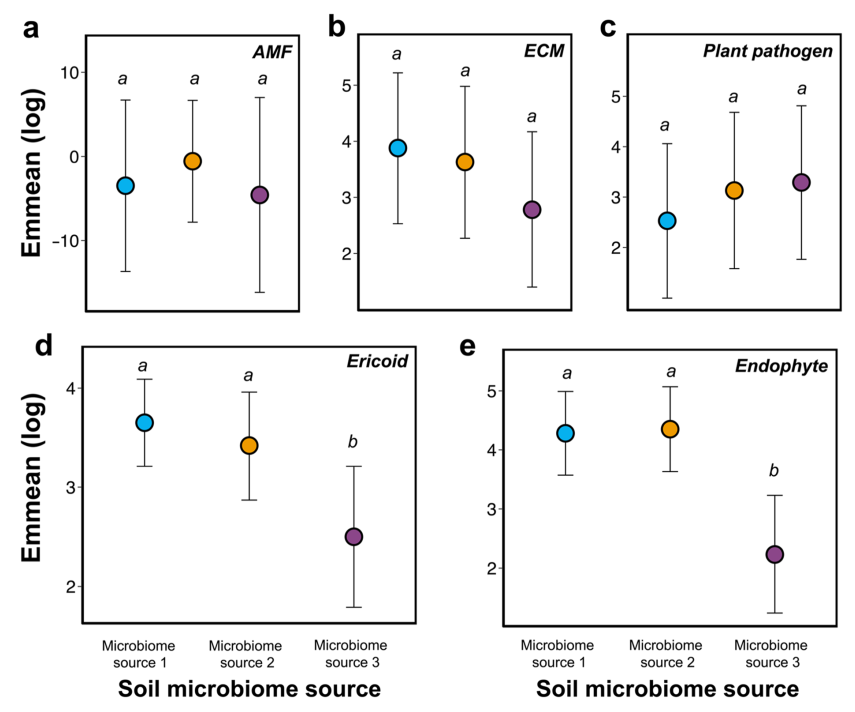 a
AMF
Emmean (log)
10
0
−10
a
a
a
b
ECM
5
4
3
2
a
a
a
c
Plant pathogen
5
4
3
2
a
a
a
d
Ericoid
Emmean (log)
4
3
2
a
a
b
Microbiome
source 1
Microbiome
source 2
Microbiome
source 3
Soil microbiome source
e
Endophyte
5
4
3
2
a
a
b
Microbiome
source 1
Microbiome
source 2
Microbiome
source 3
Soil microbiome source